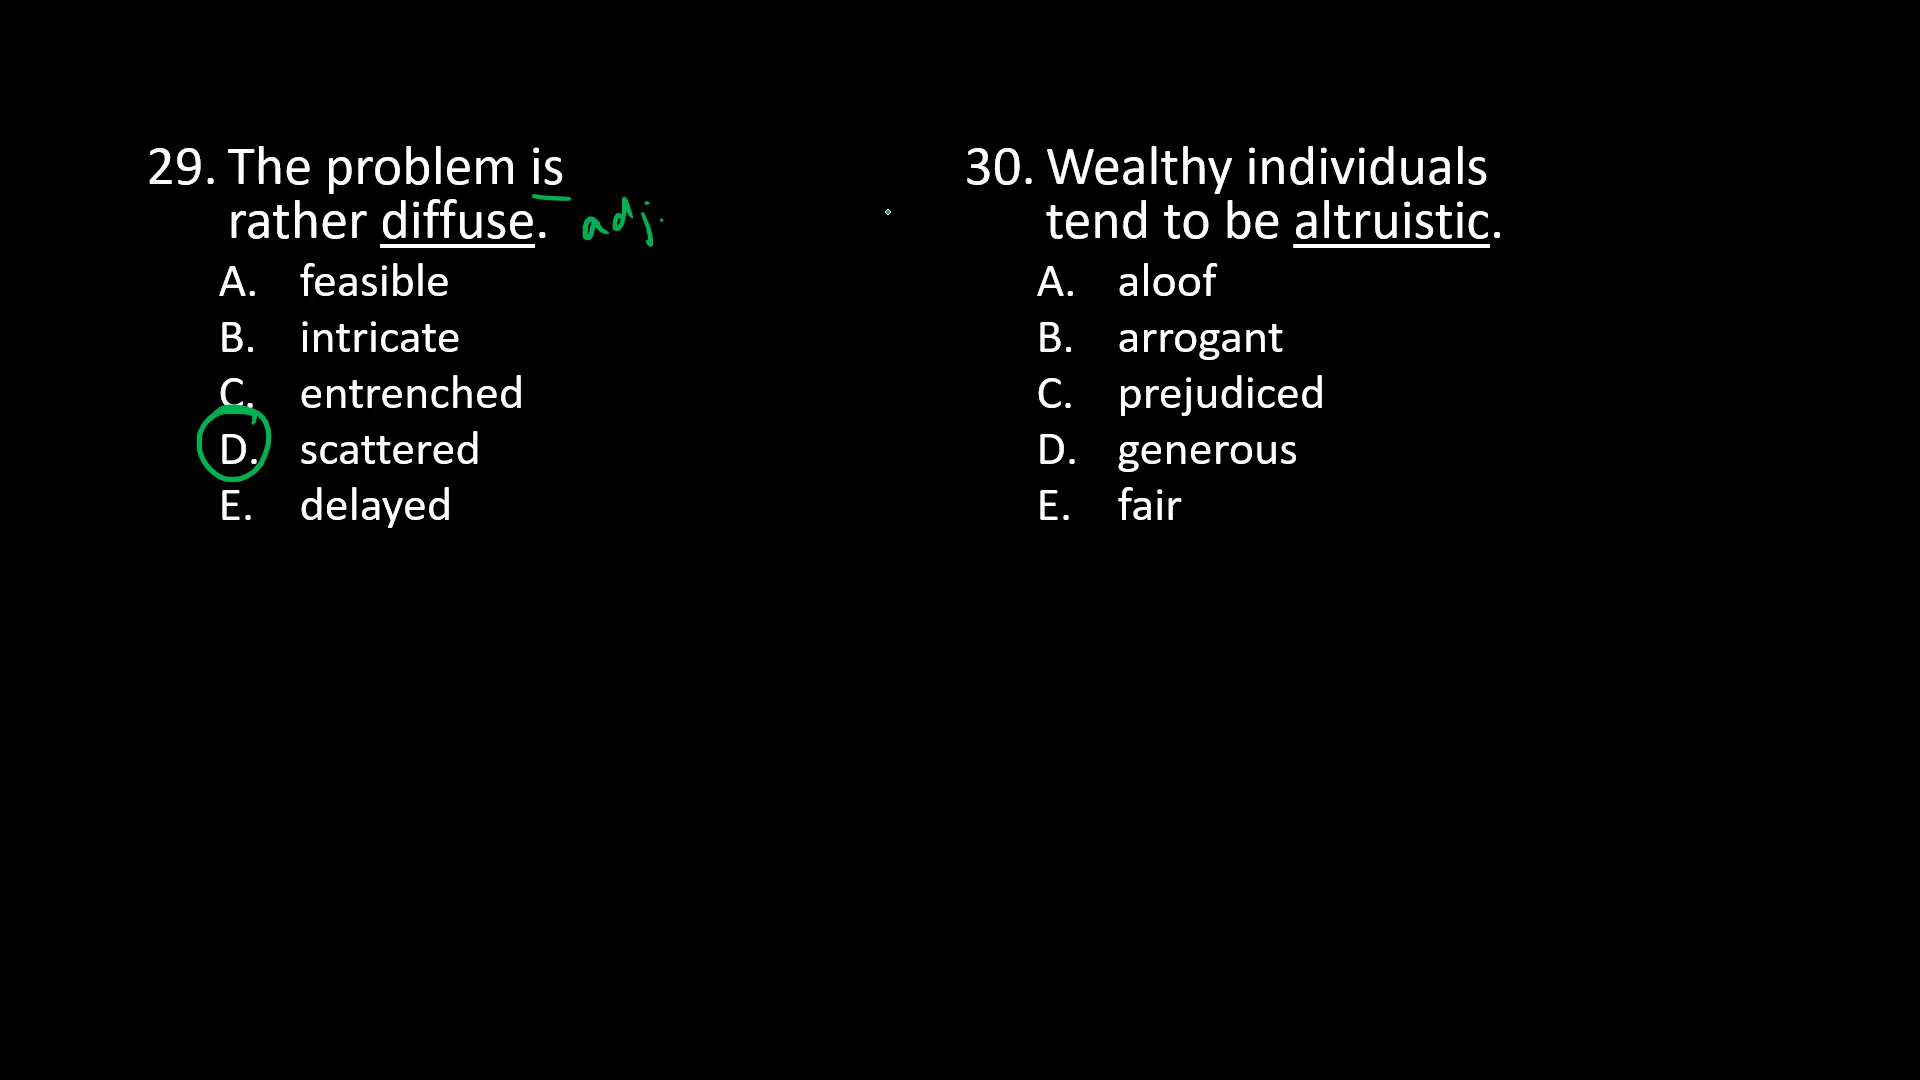 29. The problem is
rather diffuse. adj.
A. feasible
B. intricate
C. entrenched
D. scattered
E. delayed
30. Wealthy individuals
tend to be altruistic.
A. aloof
B. arrogant
C. prejudiced
D. generous
E. fair